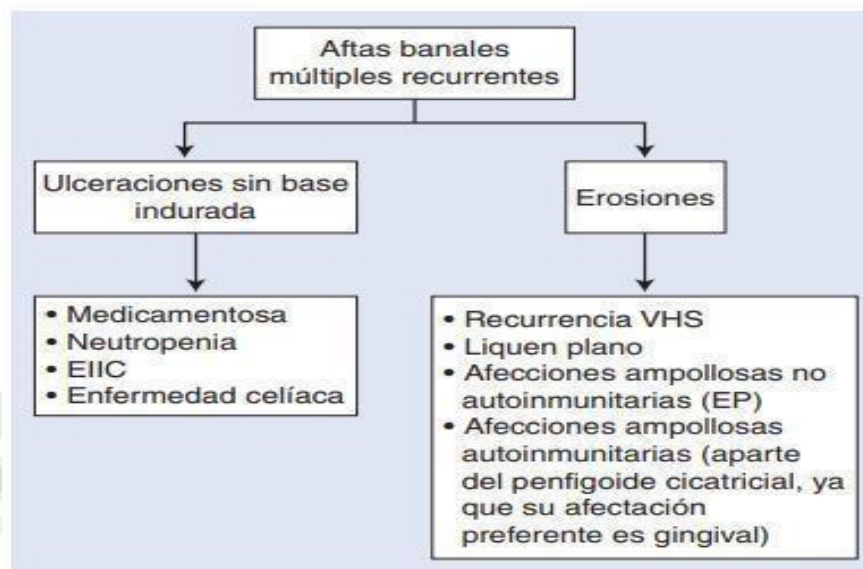 Aftas banales
múltiples recurrentes
Ulceraciones sin base
indurada
Erosiones
• Medicamentosa
• Neutropenia
• EIIC
• Enfermedad celíaca
• Recurrencia VHS
• Liquen plano
• Afecciones ampollosas no
autoinmunitarias (EP)
• Afecciones ampollosas
autoinmunitarias (aparte
del penfigoide cicatricial, ya
que su afectación
preferente es gingival)